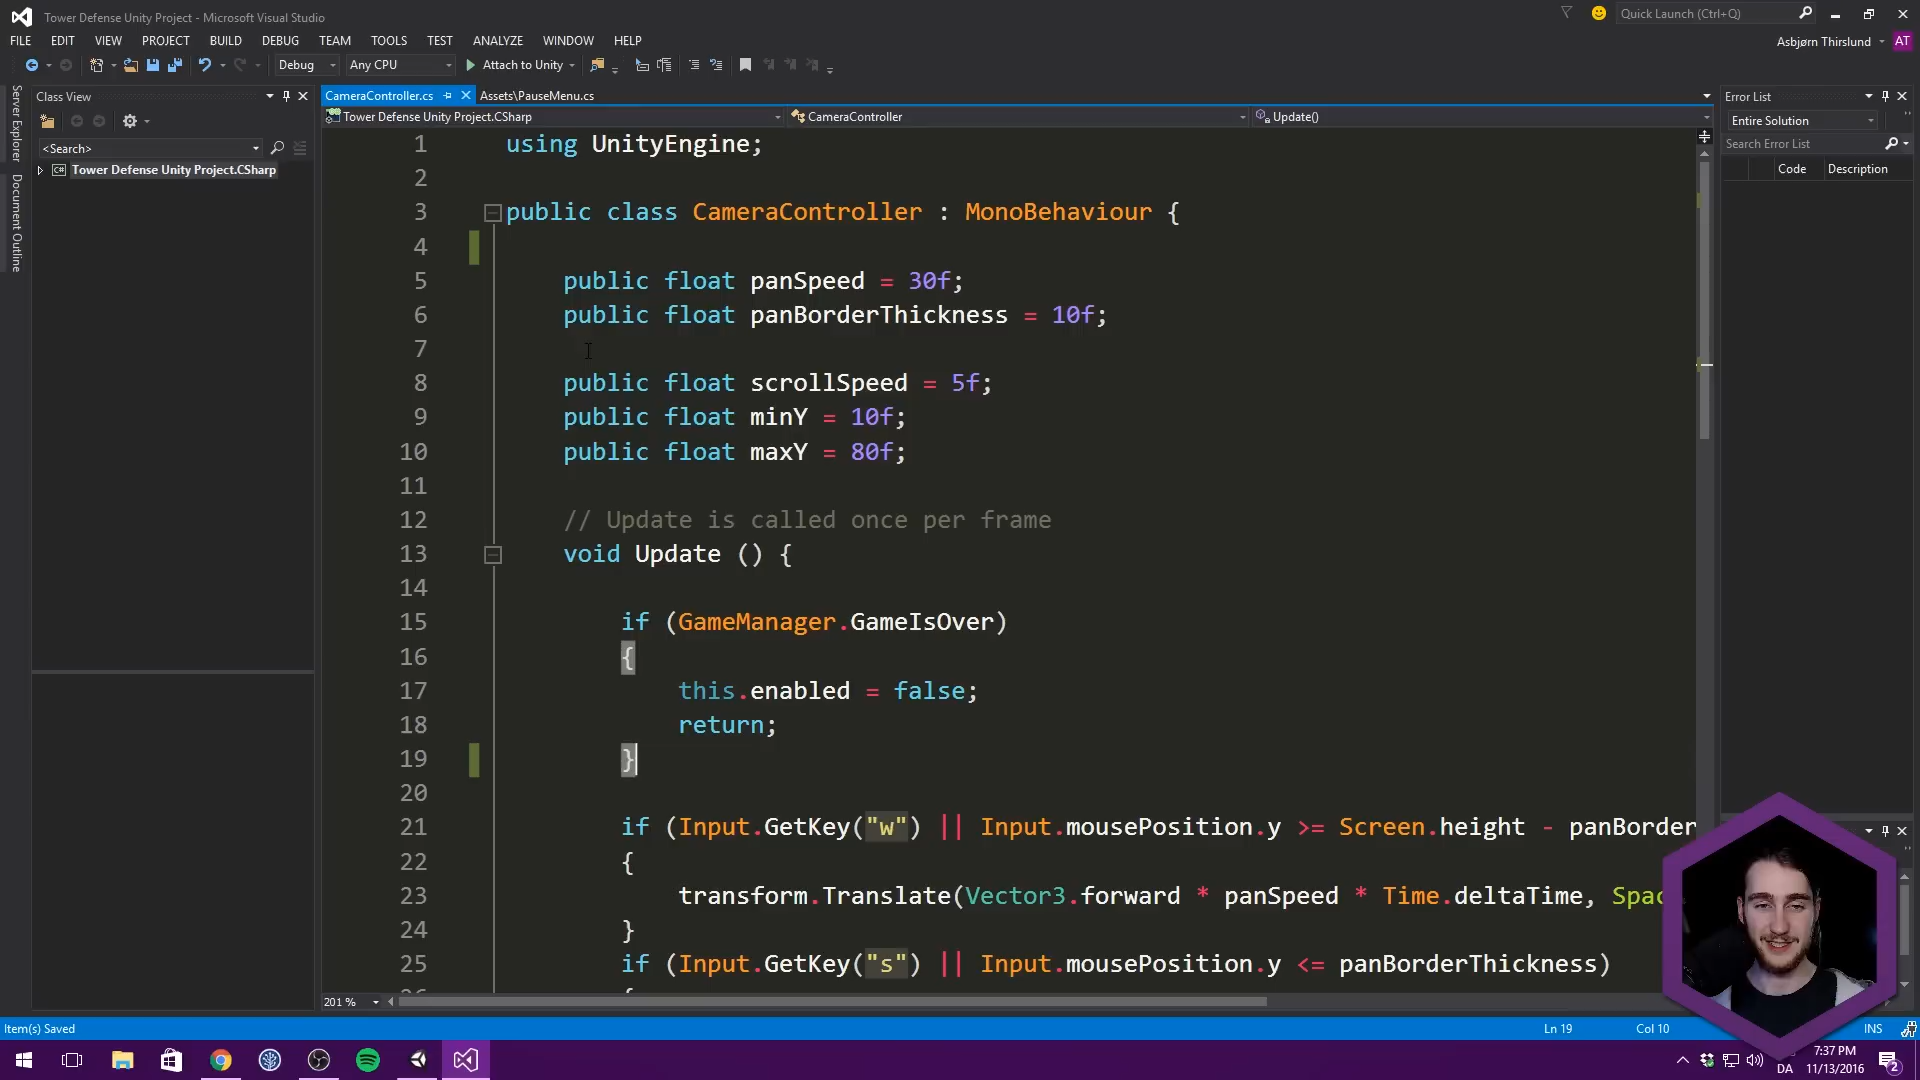 Tower Defense Unity Project - Microsoft Visual Studio
Quick Launch (Ctrl+Q)
FILE EDIT VIEW PROJECT BUILD DEBUG TEAM TOOLS TEST ANALYZE WINDOW HELP
Asbjørn Thirslund AT
Debug Any CPU Attach to Unity
Server Explorer
Document Outline
Class View
<Search>
Tower Defense Unity Project.CSharp
CameraController.cs Assets\PauseMenu.cs
Tower Defense Unity Project.CSharp CameraController Update()
1 using UnityEngine;
2
3 public class CameraController : MonoBehaviour {
4
5 public float panSpeed = 30f;
6 public float panBorderThickness = 10f;
7
8 public float scrollSpeed = 5f;
9 public float minY = 10f;
10 public float maxY = 80f;
11
12 // Update is called once per frame
13 void Update () {
14
15 if (GameManager.GameIsOver)
16 {
17 this.enabled = false;
18 return;
19 }
20
21 if (Input.GetKey("w") || Input.mousePosition.y >= Screen.height - panBorder
22 {
23 transform.Translate(Vector3.forward * panSpeed * Time.deltaTime, Spac
24 }
25 if (Input.GetKey("s") || Input.mousePosition.y <= panBorderThickness)
201 %
Error List
Entire Solution
Search Error List
Code Description
Item(s) Saved Ln 19 Col 10 INS
DA
7:37 PM
11/13/2016
2